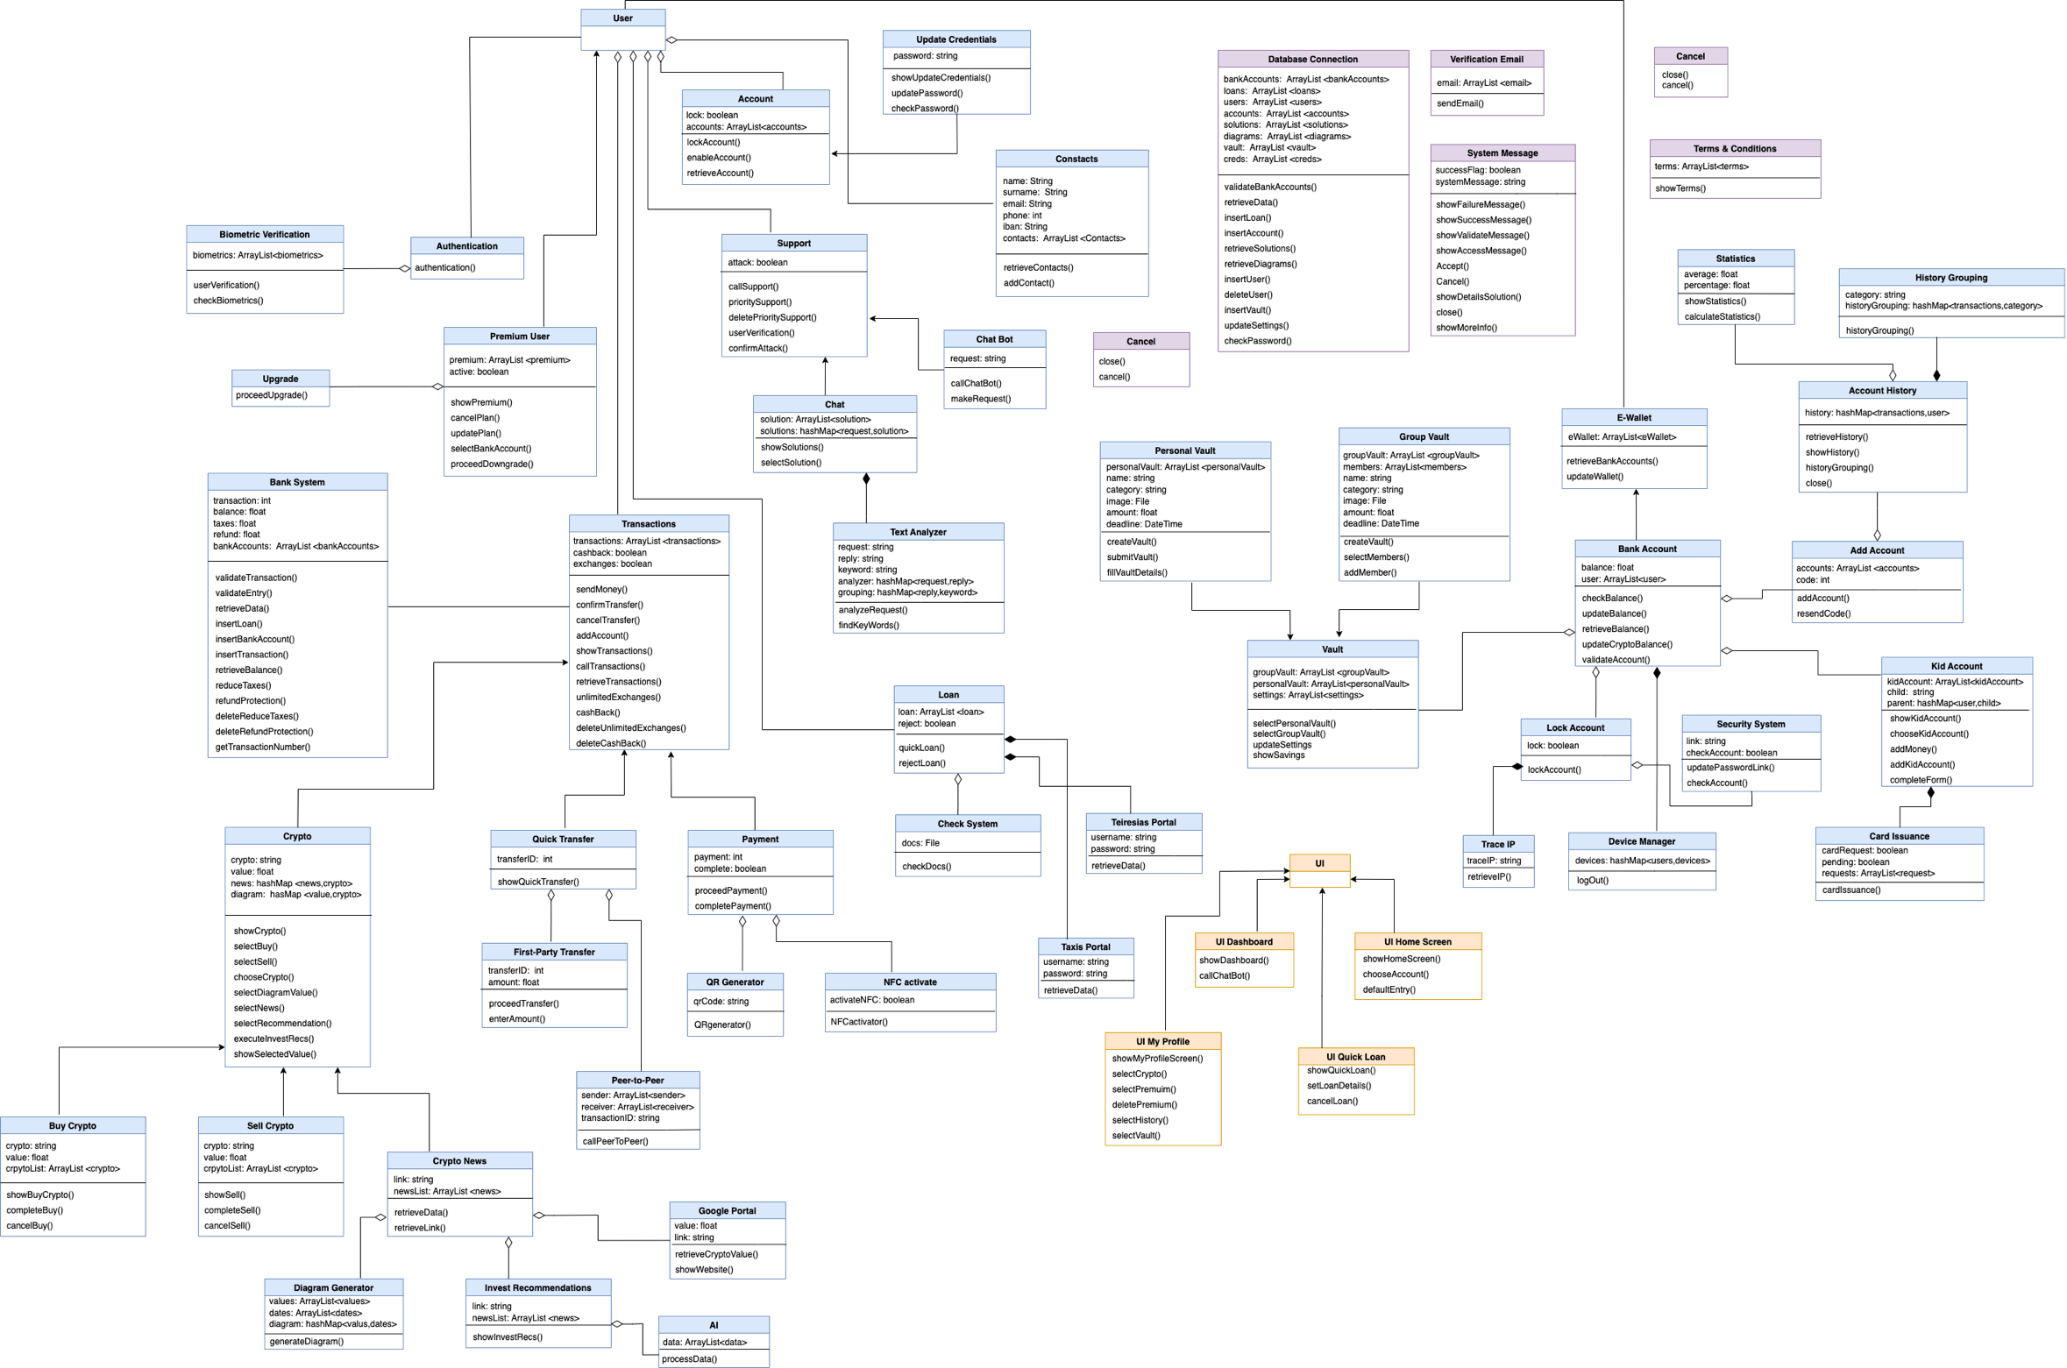 User
Update Credentials
password: string
showUpdateCredentials()
updatePassword()
checkPassword()
Account
lock: boolean
accounts: ArrayList<accounts>
lockAccount()
enableAccount()
retrieveAccount()
Constacts
name: String
surname: String
email: String
phone: int
iban: String
contacts: ArrayList <Contacts>
retrieveContacts()
addContact()
Database Connection
bankAccounts: ArrayList <bankAccounts>
loans: ArrayList <loans>
users: ArrayList <users>
accounts: ArrayList <accounts>
solutions: ArrayList <solutions>
diagrams: ArrayList <diagrams>
vault: ArrayList <vault>
creds: ArrayList <creds>
validateBankAccounts()
retrieveData()
insertLoan()
insertAccount()
retrieveSolutions()
retrieveDiagrams()
insertUser()
deleteUser()
insertVault()
updateSettings()
checkPassword()
Verification Email
email: ArrayList <email>
sendEmail()
System Message
successFlag: boolean
systemMessage: string
showFailureMessage()
showSuccessMessage()
showValidateMessage()
showAccessMessage()
Accept()
Cancel()
showDetailsSolution()
close()
showMoreInfo()
Cancel
close()
cancel()
Terms & Conditions
terms: ArrayList<terms>
showTerms()
Biometric Verification
biometrics: ArrayList<biometrics>
userVerification()
checkBiometrics()
Authentication
authentication()
Support
attack: boolean
callSupport()
prioritySupport()
deletePrioritySupport()
userVerification()
confirmAttack()
Statistics
average: float
percentage: float
showStatistics()
calculateStatistics()
History Grouping
category: string
historyGrouping: hashMap<transactions,category>
historyGrouping()
Premium User
premium: ArrayList <premium>
active: boolean
showPremium()
cancelPlan()
updatePlan()
selectBankAccount()
proceedDowngrade()
Upgrade
proceedUpgrade()
Chat Bot
request: string
callChatBot()
makeRequest()
Cancel
close()
cancel()
Chat
solution: ArrayList<solution>
solutions: hashMap<request,solution>
showSolutions()
selectSolution()
Account History
history: hashMap<transactions,user>
retrieveHistory()
showHistory()
historyGrouping()
close()
E-Wallet
eWallet: ArrayList<eWallet>
retrieveBankAccounts()
updateWallet()
Personal Vault
personalVault: ArrayList <personalVault>
name: string
category: string
image: File
amount: float
deadline: DateTime
createVault()
submitVault()
fillVaultDetails()
Group Vault
groupVault: ArrayList <groupVault>
members: ArrayList<members>
name: string
category: string
image: File
amount: float
deadline: DateTime
createVault()
selectMembers()
addMember()
Bank System
transaction: int
balance: float
taxes: float
refund: float
bankAccounts: ArrayList <bankAccounts>
validateTransaction()
validateEntry()
retrieveData()
insertLoan()
insertBankAccount()
insertTransaction()
retrieveBalance()
reduceTaxes()
refundProtection()
deleteReduceTaxes()
deleteRefundProtection()
getTransactionNumber()
Transactions
transactions: ArrayList <transactions>
cashback: boolean
exchanges: boolean
sendMoney()
confirmTransfer()
cancelTransfer()
addAccount()
showTransactions()
callTransactions()
retrieveTransactions()
unlimitedExchanges()
cashBack()
deleteUnlimitedExchanges()
deleteCashBack()
Text Analyzer
request: string
reply: string
keyword: string
analyzer: hashMap<request,reply>
grouping: hashMap<reply,keyword>
analyzeRequest()
findKeyWords()
Bank Account
balance: float
user: ArrayList<user>
checkBalance()
updateBalance()
retrieveBalance()
updateCryptoBalance()
validateAccount()
Add Account
accounts: ArrayList <accounts>
code: int
addAccount()
resendCode()
Vault
groupVault: ArrayList <groupVault>
personalVault: ArrayList<personalVault>
settings: ArrayList<settings>
selectPersonalVault()
selectGroupVault()
updateSettings
showSavings
Kid Account
kidAccount: ArrayList<kidAccount>
child: string
parent: hashMap<user,child>
showKidAccount()
chooseKidAccount()
addMoney()
addKidAccount()
completeForm()
Loan
loan: ArrayList <loan>
reject: boolean
quickLoan()
rejectLoan()
Lock Account
lock: boolean
lockAccount()
Security System
link: string
checkAccount: boolean
updatePasswordLink()
checkAccount()
Crypto
crypto: string
value: float
news: hashMap <news,crypto>
diagram: hasMap <value,crypto>
showCrypto()
selectBuy()
selectSell()
chooseCrypto()
selectDiagramValue()
selectNews()
selectRecommendation()
executeInvestRecs()
showSelectedValue()
Quick Transfer
transferID: int
showQuickTransfer()
Payment
payment: int
complete: boolean
proceedPayment()
completePayment()
Check System
docs: File
checkDocs()
Teiresias Portal
username: string
password: string
retrieveData()
Trace IP
traceIP: string
retrieveIP()
Device Manager
devices: hashMap<users,devices>
logOut()
Card Issuance
cardRequest: boolean
pending: boolean
requests: ArrayList<request>
cardIssuance()
UI
First-Party Transfer
transferID: int
amount: float
proceedTransfer()
enterAmount()
QR Generator
qrCode: string
QRgenerator()
NFC activate
activateNFC: boolean
NFCactivator()
Taxis Portal
username: string
password: string
retrieveData()
UI Dashboard
showDashboard()
callChatBot()
UI Home Screen
showHomeScreen()
chooseAccount()
defaultEntry()
UI My Profile
showMyProfileScreen()
selectCrypto()
selectPremuim()
deletePremium()
selectHistory()
selectVault()
UI Quick Loan
showQuickLoan()
setLoanDetails()
cancelLoan()
Peer-to-Peer
sender: ArrayList<sender>
receiver: ArrayList<receiver>
transactionID: string
callPeerToPeer()
Buy Crypto
crypto: string
value: float
crpytoList: ArrayList <crypto>
showBuyCrypto()
completeBuy()
cancelBuy()
Sell Crypto
crypto: string
value: float
crpytoList: ArrayList <crypto>
showSell()
completeSell()
cancelSell()
Crypto News
link: string
newsList: ArrayList <news>
retrieveData()
retrieveLink()
Google Portal
value: float
link: string
retrieveCryptoValue()
showWebsite()
Diagram Generator
values: ArrayList<values>
dates: ArrayList<dates>
diagram: hashMap<valus,dates>
generateDiagram()
Invest Recommendations
link: string
newsList: ArrayList <news>
showInvestRecs()
AI
data: ArrayList<data>
processData()